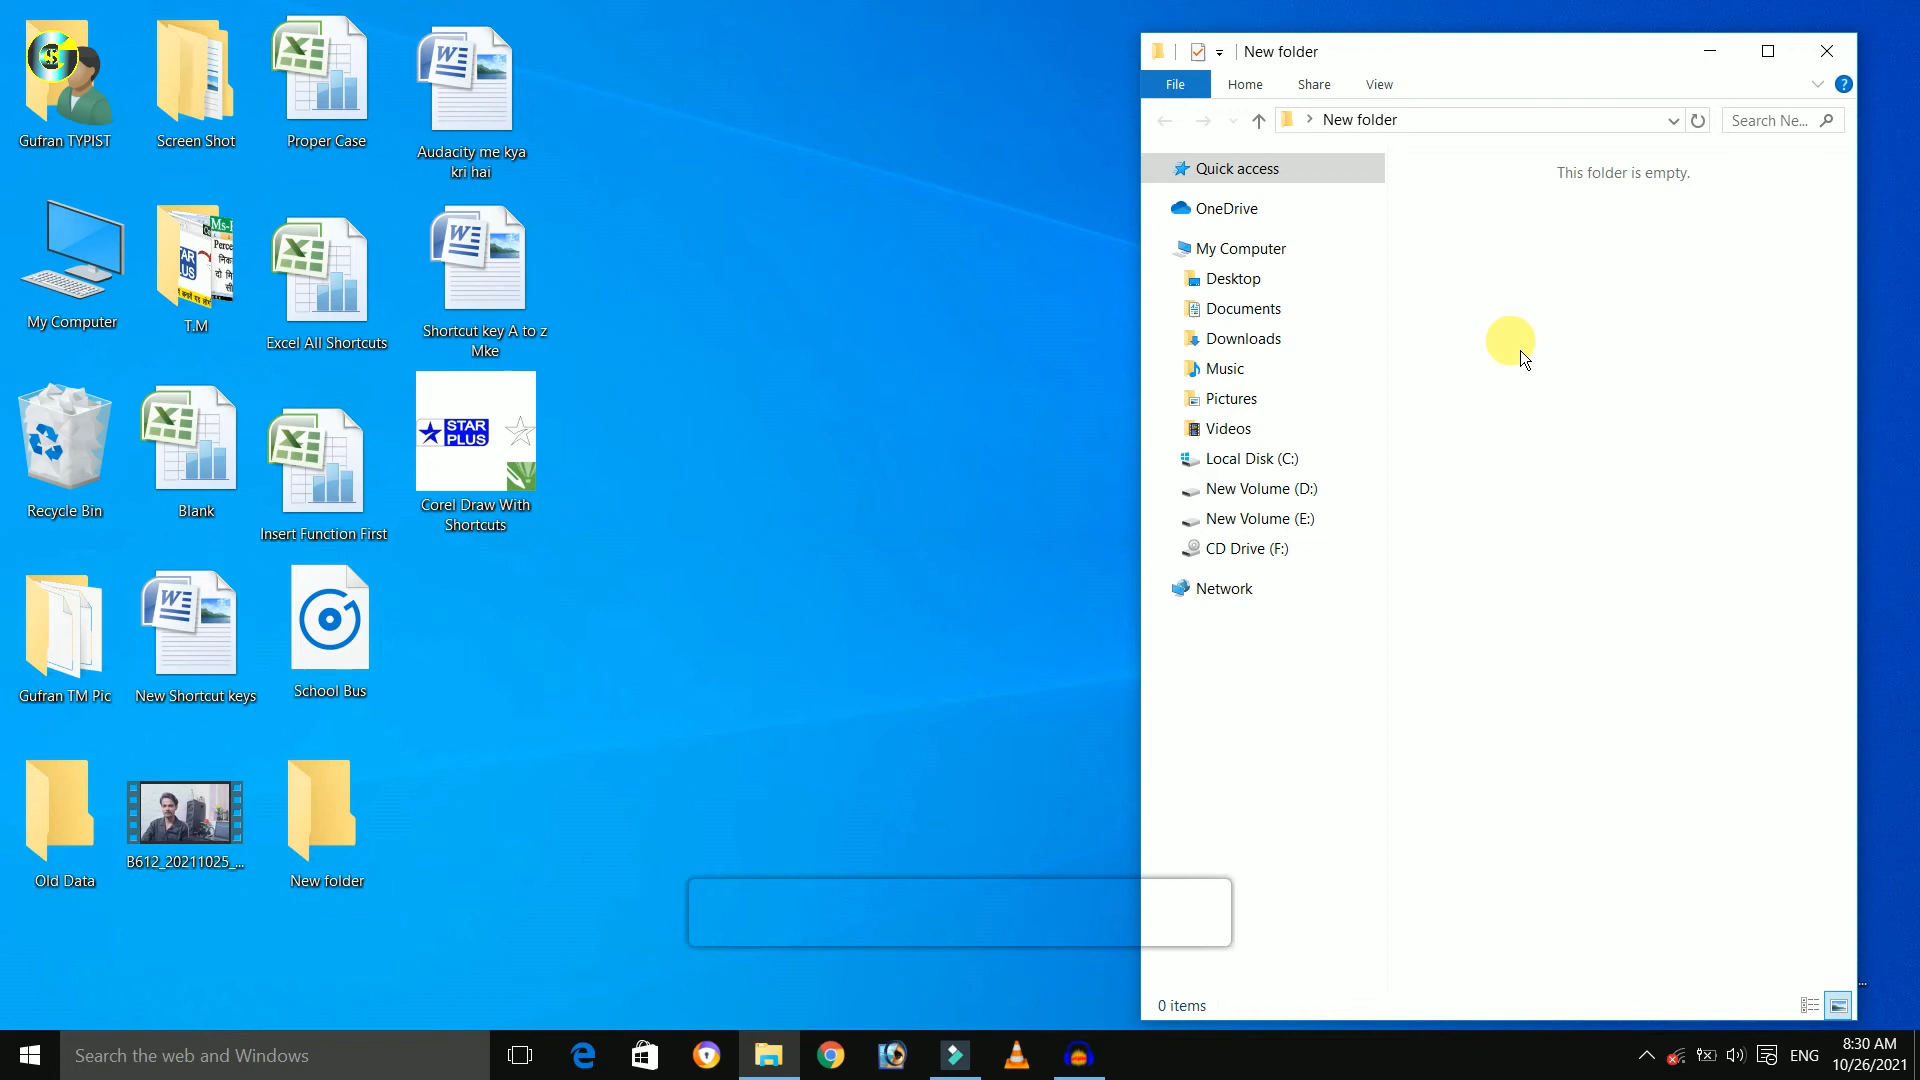 Gufran TYPIST
Screen Shot
Proper Case
Audacity me kya
kri hai
My Computer
T.M
Excel All Shortcuts
Shortcut key A to z
Mke
STAR
PLUS
Recycle Bin
Blank
Insert Function First
Corel Draw With
Shortcuts
Gufran TM Pic
New Shortcut keys
School Bus
Old Data
B612_20211025_...
New folder
New folder
File
Home
Share
View
New folder
Search Ne...
Quick access
This folder is empty.
OneDrive
My Computer
Desktop
Documents
Downloads
Music
Pictures
Videos
Local Disk (C:)
New Volume (D:)
New Volume (E:)
CD Drive (F:)
Network
0 items
Search the web and Windows
ENG
8:30 AM
10/26/2021